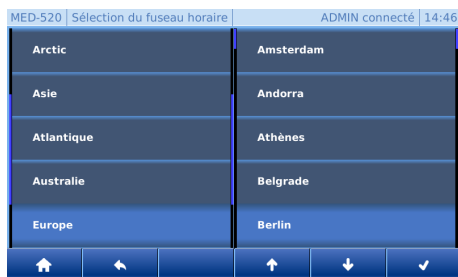 MED-520 Sélection du fuseau horaire ADMIN connecté 14:46
Arctic
Asie
Atlantique
Australie
Europe
Amsterdam
Andorra
Athènes
Belgrade
Berlin